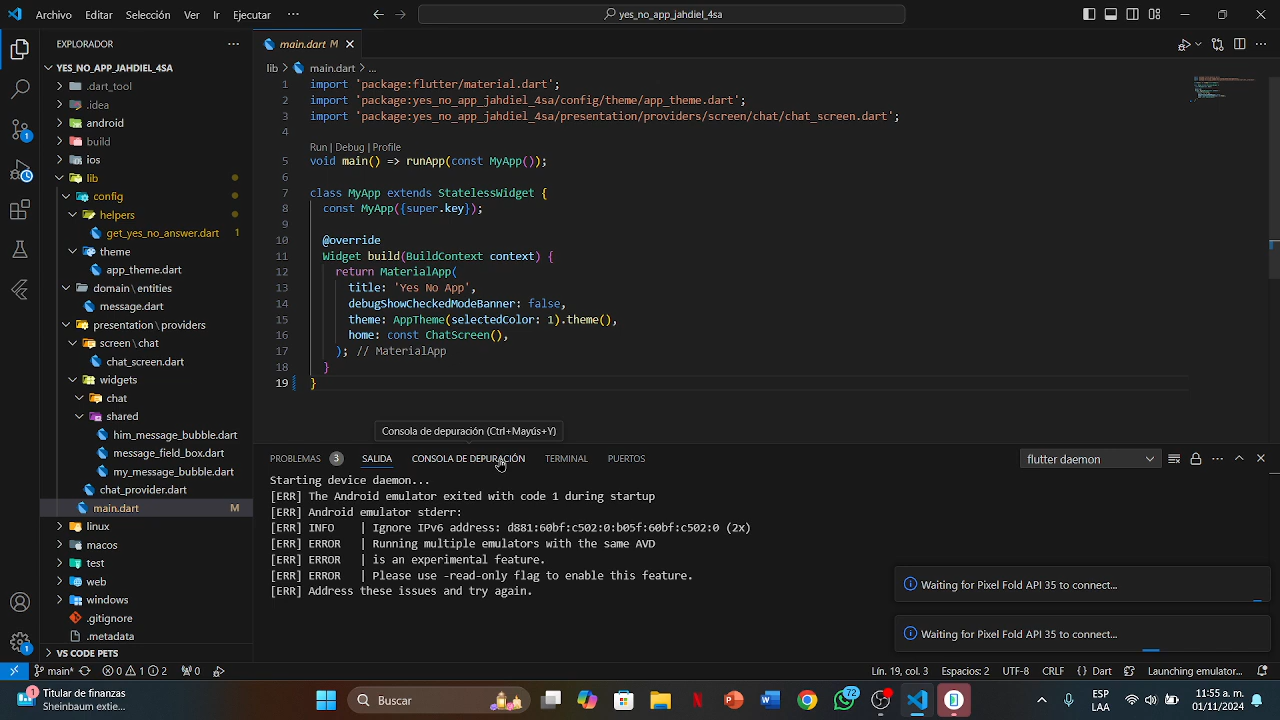 Archivo Editar Selección Ver Ir Ejecutar ··· yes_no_app_jahdiel_4sa
EXPLORADOR ···
YES_NO_APP_JAHDIEL_4SA
.dart_tool
.idea
android
build
ios
lib
config
helpers
get_yes_no_answer.dart 1
theme
app_theme.dart
domain \ entities
message.dart
presentation \ providers
screen \ chat
chat_screen.dart
widgets
chat
shared
him_message_bubble.dart
message_field_box.dart
my_message_bubble.dart
chat_provider.dart
main.dart M
linux
macos
test
web
windows
.gitignore
.metadata
VS CODE PETS
1
1
main.dart M
lib > main.dart > ...
1 import 'package:flutter/material.dart';
2 import 'package:yes_no_app_jahdiel_4sa/config/theme/app_theme.dart';
3 import 'package:yes_no_app_jahdiel_4sa/presentation/providers/screen/chat/chat_screen.dart';
4
Run | Debug | Profile
5 void main() => runApp(const MyApp());
6
7 class MyApp extends StatelessWidget {
8 const MyApp({super.key});
9
10 @override
11 Widget build(BuildContext context) {
12 return MaterialApp(
13 title: 'Yes No App',
14 debugShowCheckedModeBanner: false,
15 theme: AppTheme(selectedColor: 1).theme(),
16 home: const ChatScreen(),
17 ); // MaterialApp
18 }
19 }
Consola de depuración (Ctrl+Mayús+Y)
PROBLEMAS 3 SALIDA CONSOLA DE DEPURACIÓN TERMINAL PUERTOS flutter daemon
Starting device daemon...
[ERR] The Android emulator exited with code 1 during startup
[ERR] Android emulator stderr:
[ERR] INFO | Ignore IPv6 address: d881:60bf:c502:0:b05f:60bf:c502:0 (2x)
[ERR] ERROR | Running multiple emulators with the same AVD
[ERR] ERROR | is an experimental feature.
[ERR] ERROR | Please use -read-only flag to enable this feature.
[ERR] Address these issues and try again.
Waiting for Pixel Fold API 35 to connect...
Waiting for Pixel Fold API 35 to connect...
main* 0 1 2 0 Lín. 19, col. 3 Espacios: 2 UTF-8 CRLF {} Dart Launching emulator...
1 Titular de finanzas
Sheinbaum extie...
Buscar
72
ESP
LAA
11:55 a. m.
01/11/2024